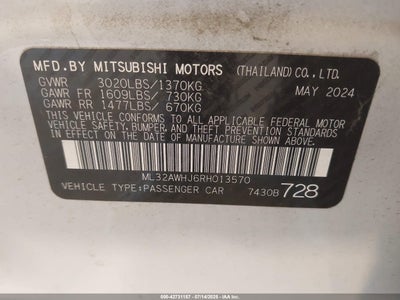 MFD.BY MITSUBISHI MOTORS (THAILAND) CO.,LTD.
GVWR 3020LBS/1370KG MAY 2024
GAWR FR 1609LBS/ 730KG
GAWR RR 1477LBS/ 670KG
THIS VEHICLE CONFORMS TO ALL APPLICABLE FEDERAL MOTOR
VEHICLE SAFETY, BUMPER, AND THEFT PREVENTION STANDARDS
IN EFFECT ON THE DATE OF MANUFACTURE SHOWN ABOVE.
ML32AWHJ6RH013570
VEHICLE TYPE:PASSENGER CAR 7430B 728